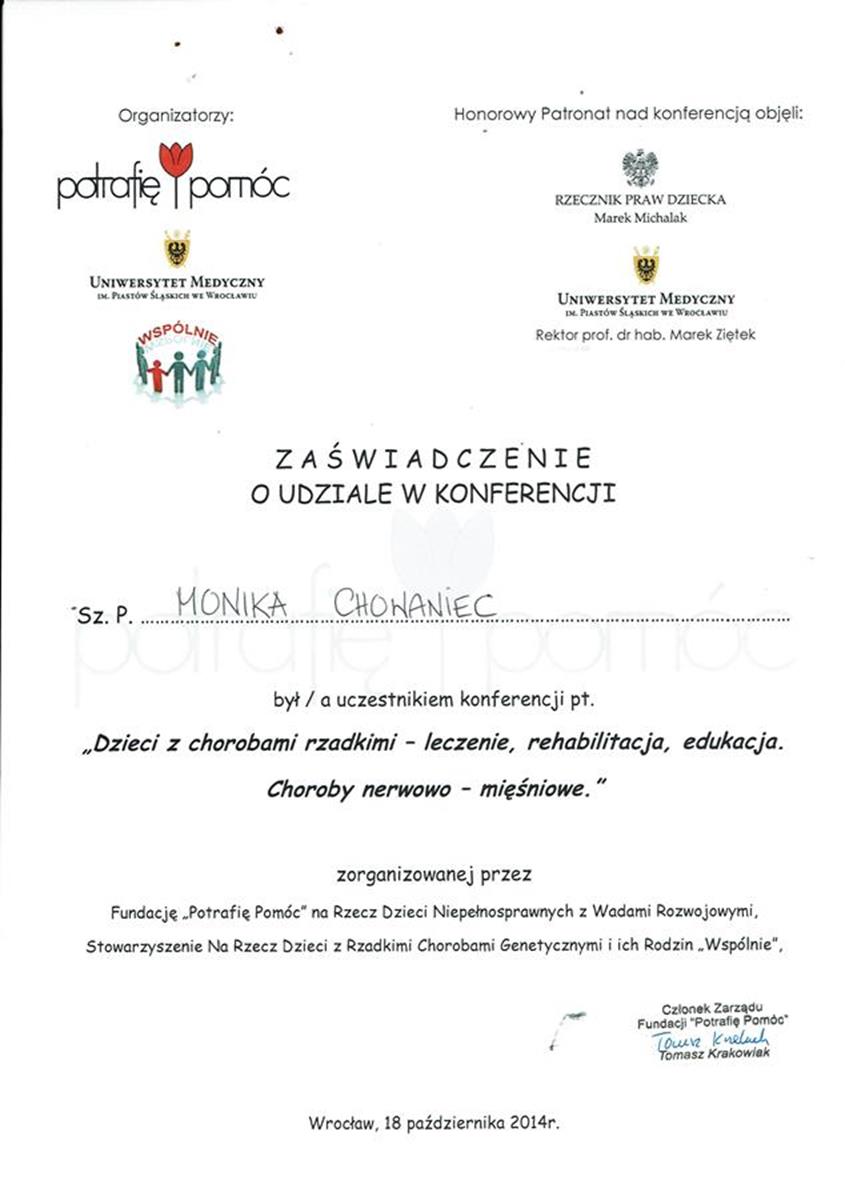 Organizatorzy:
potrafię pomóc
UNIWERSYTET MEDYCZNY
IM. PIASTÓW ŚLĄSKICH WE WROCŁAWIU
WSPÓLNIE
Honorowy Patronat nad konferencją objęli:
RZECZNIK PRAW DZIECKA
Marek Michalak
UNIWERSYTET MEDYCZNY
IM. PIASTÓW ŚLĄSKICH WE WROCŁAWIU
Rektor prof. dr hab. Marek Ziętek
ZAŚWIADCZENIE
O UDZIALE W KONFERENCJI
Sz. P. MONIKA CHOWANIEC
potrafię pomóc
był / a uczestnikiem konferencji pt.
„Dzieci z chorobami rzadkimi – leczenie, rehabilitacja, edukacja.
Choroby nerwowo – mięśniowe.”
zorganizowanej przez
Fundację „Potrafię Pomóc” na Rzecz Dzieci Niepełnosprawnych z Wadami Rozwojowymi,
Stowarzyszenie Na Rzecz Dzieci z Rzadkimi Chorobami Genetycznymi i ich Rodzin „Wspólnie”,
Członek Zarządu
Fundacji "Potrafię Pomóc"
Tomasz Krakowiak
Wrocław, 18 października 2014r.